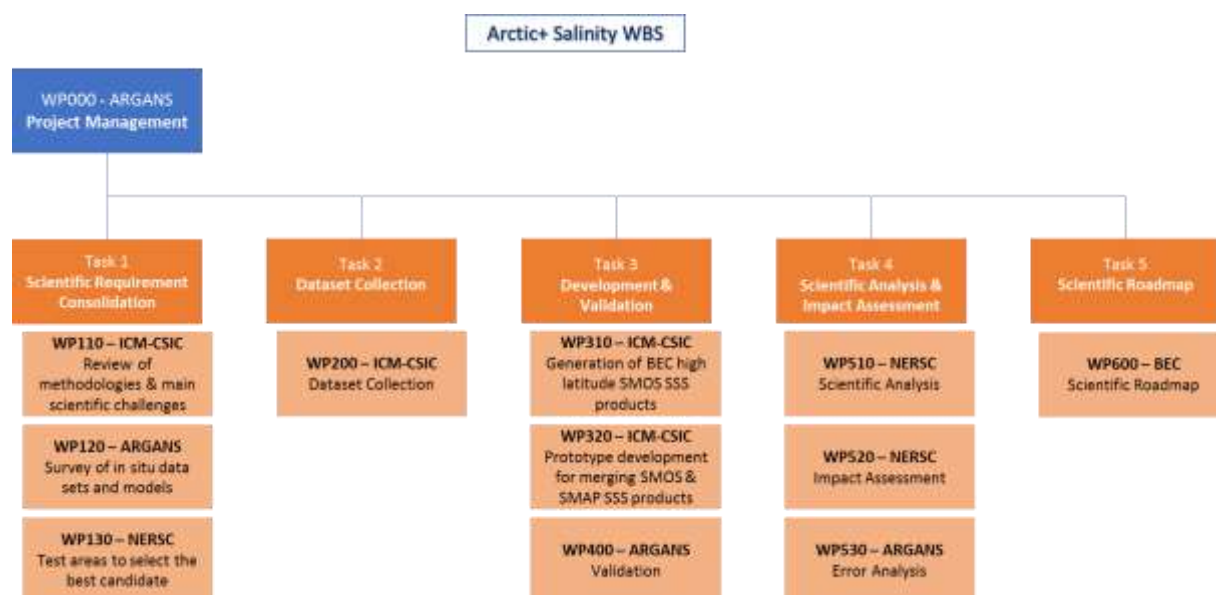 Arctic+ Salinity WBS
WP000 - ARGANS
Project Management
Task 1
Scientific Requirement
Consolidation
WP110 – ICM-CSIC
Review of
methodologies & main
scientific challenges
WP120 – ARGANS
Survey of in situ data
sets and models
WP130 – NERSC
Test areas to select the
best candidate
Task 2
Dataset Collection
WP200 – ICM-CSIC
Dataset Collection
Task 3
Development &
Validation
WP310 – ICM-CSIC
Generation of BEC high
latitude SMOS SSS
products
WP320 – ICM-CSIC
Prototype development
for merging SMOS &
SMAP SSS products
WP400 – ARGANS
Validation
Task 4
Scientific Analysis &
Impact Assessment
WP510 – NERSC
Scientific Analysis
WP520 – NERSC
Impact Assessment
WP530 – ARGANS
Error Analysis
Task 5
Scientific Roadmap
WP600 – BEC
Scientific Roadmap